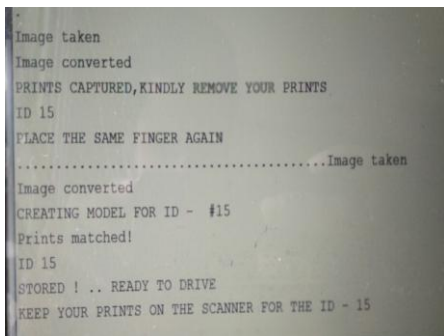 .
Image taken
Image converted
PRINTS CAPTURED,KINDLY REMOVE YOUR PRINTS
ID 15
PLACE THE SAME FINGER AGAIN
.......................................Image taken
Image converted
CREATING MODEL FOR ID - #15
Prints matched!
ID 15
STORED ! .. READY TO DRIVE
KEEP YOUR PRINTS ON THE SCANNER FOR THE ID - 15